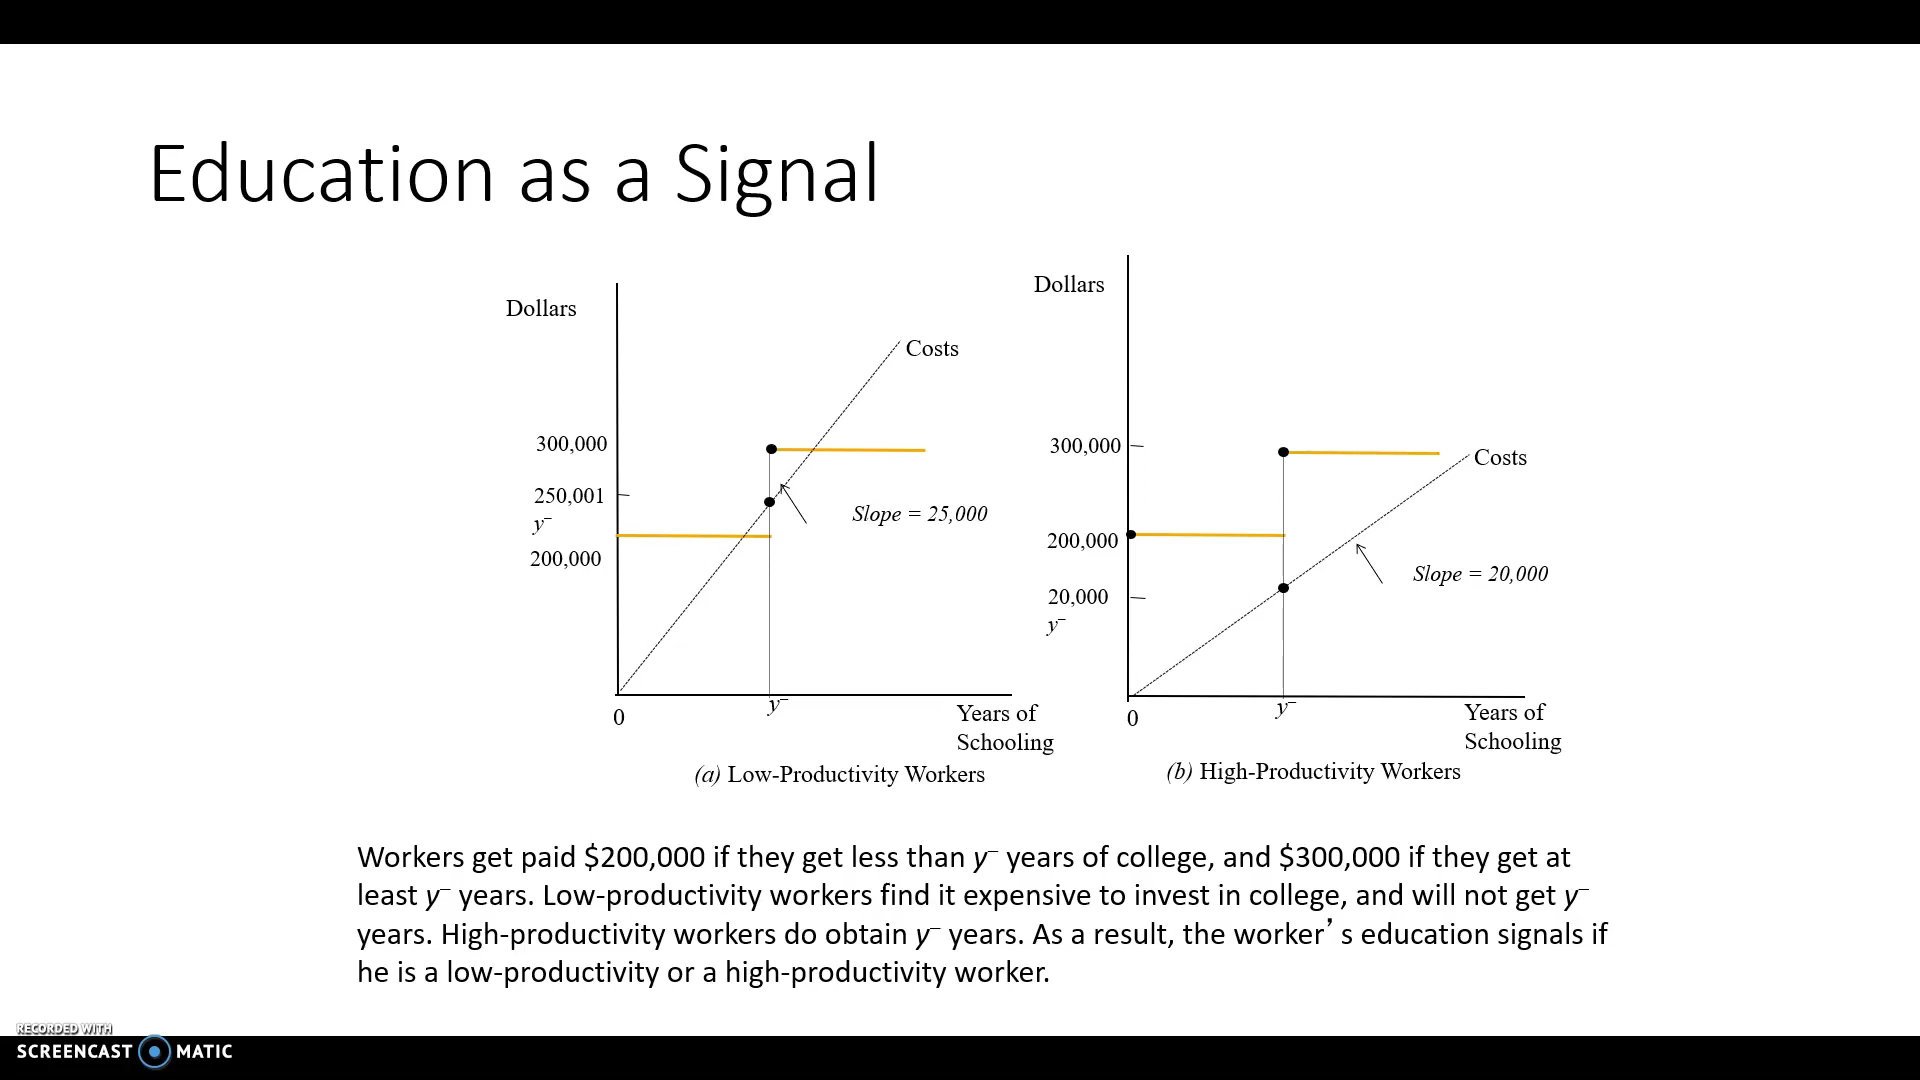 Education as a Signal
Dollars
Costs
300,000
250,001
y–
200,000
Slope = 25,000
0
y–
Years of
Schooling
(a) Low-Productivity Workers
Dollars
300,000
Costs
200,000
Slope = 20,000
20,000
y–
0
y–
Years of
Schooling
(b) High-Productivity Workers
Workers get paid $200,000 if they get less than y– years of college, and $300,000 if they get at
least y– years. Low-productivity workers find it expensive to invest in college, and will not get y–
years. High-productivity workers do obtain y– years. As a result, the worker’s education signals if
he is a low-productivity or a high-productivity worker.
RECORDED WITH
SCREENCAST MATIC